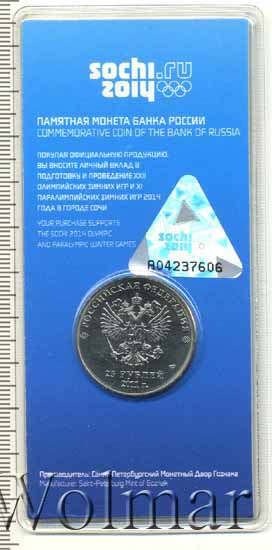 sochi.ru
2014
ПАМЯТНАЯ МОНЕТА БАНКА РОССИИ
COMMEMORATIVE COIN OF THE BANK OF RUSSIA
ПОКУПАЯ ОФИЦИАЛЬНУЮ ПРОДУКЦИЮ,
ВЫ ВНОСИТЕ ЛИЧНЫЙ ВКЛАД В
ПОДГОТОВКУ И ПРОВЕДЕНИЕ XXII
ОЛИМПИЙСКИХ ЗИМНИХ ИГР И XI
ПАРАЛИМПИЙСКИХ ЗИМНИХ ИГР 2014
ГОДА В ГОРОДЕ СОЧИ
YOUR PURCHASE SUPPORTS
THE SOCHI 2014 OLYMPIC
AND PARALYMPIC WINTER GAMES
sochi
2014
A04237606
РОССИЙСКАЯ ФЕДЕРАЦИЯ
25 РУБЛЕЙ
2011 г.
Производитель: Санкт-Петербургский Монетный Двор Гознака
Manufacturer: Saint-Petersburg Mint of Goznak
Wolmar